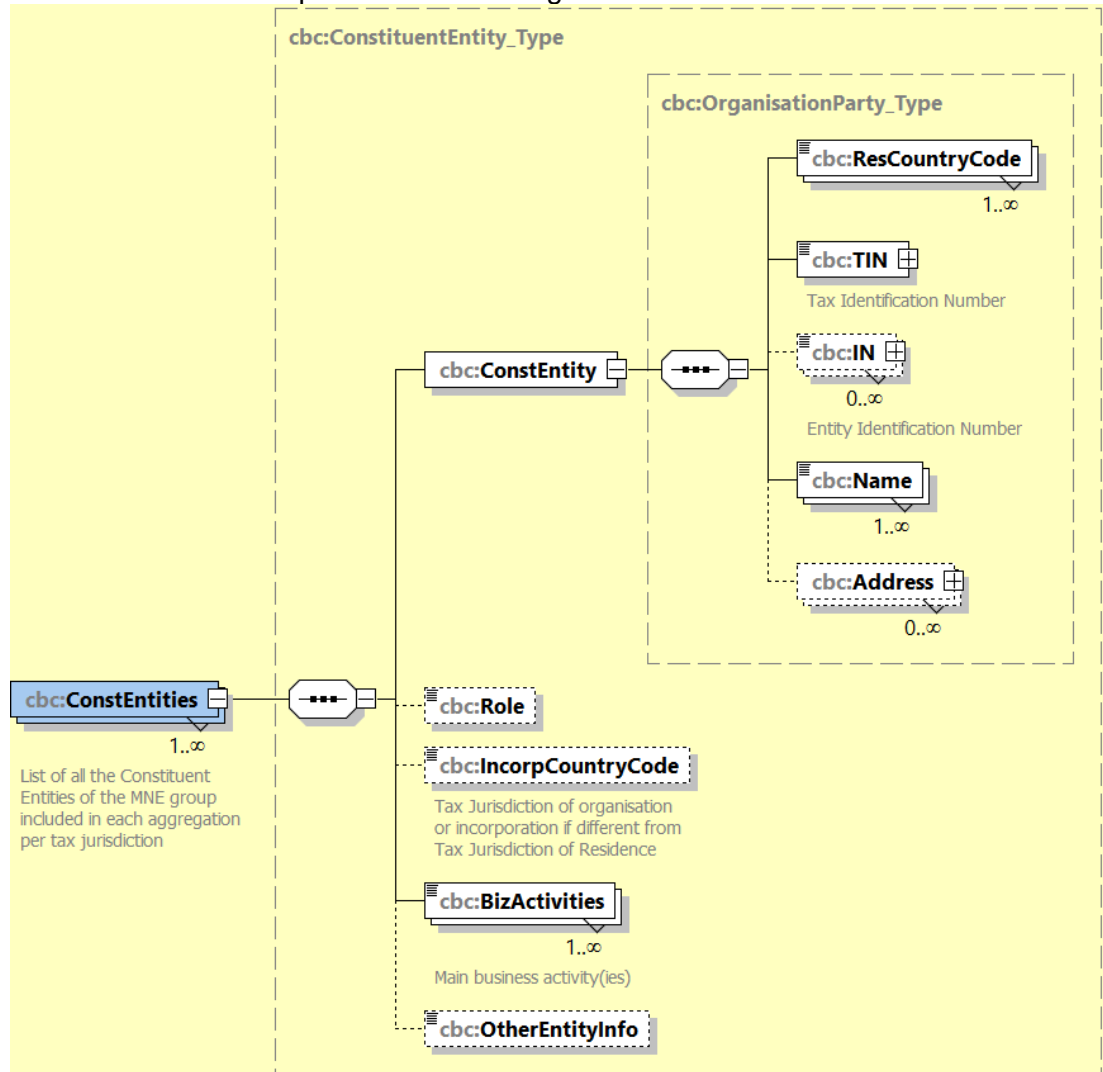 cbc:ConstituentEntity_Type
cbc:OrganisationParty_Type
cbc:ResCountryCode
1..∞
cbc:TIN
Tax Identification Number
cbc:IN
0..∞
Entity Identification Number
cbc:Name
1..∞
cbc:Address
0..∞
cbc:ConstEntity
cbc:ConstEntities
1..∞
List of all the Constituent
Entities of the MNE group
included in each aggregation
per tax jurisdiction
cbc:Role
cbc:IncorpCountryCode
Tax Jurisdiction of organisation
or incorporation if different from
Tax Jurisdiction of Residence
cbc:BizActivities
1..∞
Main business activity(ies)
cbc:OtherEntityInfo